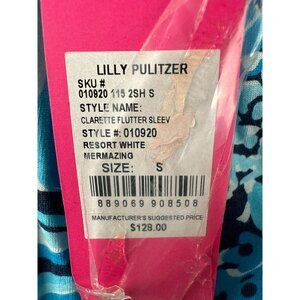 LILLY PULITZER
SKU #
010920 115 2SH S
STYLE NAME:
CLARETTE FLUTTER SLEEV
STYLE #: 010920
RESORT WHITE
MERMAZING
SIZE: S
889069 908508
MANUFACTURER'S SUGGESTED PRICE
$128.00